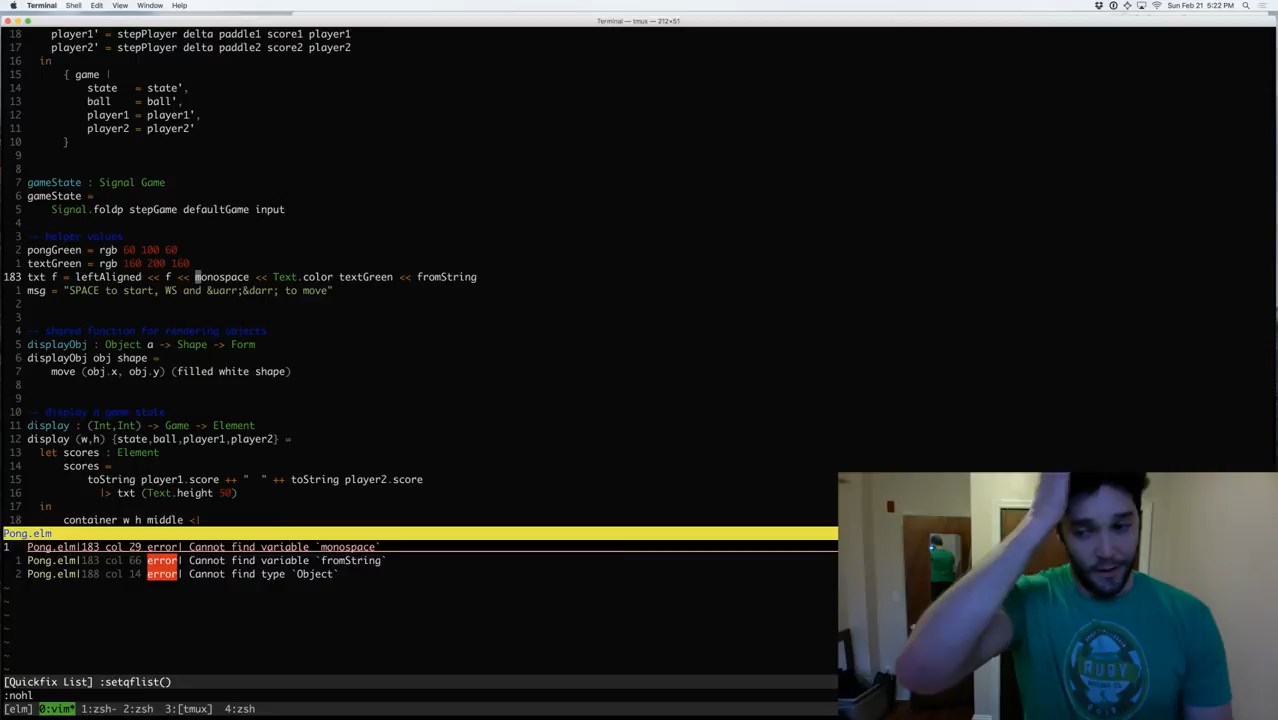 Terminal Shell Edit View Window Help Sun Feb 21 5:22 PM
Terminal — tmux — 212×51
18 player1' = stepPlayer delta paddle1 score1 player1
17 player2' = stepPlayer delta paddle2 score2 player2
16 in
15 { game |
14 state = state',
13 ball = ball',
12 player1 = player1',
11 player2 = player2'
10 }
9
8
7 gameState : Signal Game
6 gameState =
5 Signal.foldp stepGame defaultGame input
4
3 -- helper values
2 pongGreen = rgb 60 100 60
1 textGreen = rgb 160 200 160
183 txt f = leftAligned << f << monospace << Text.color textGreen << fromString
1 msg = "SPACE to start, WS and &uarr;&darr; to move"
2
3
4 -- shared function for rendering objects
5 displayObj : Object a -> Shape -> Form
6 displayObj obj shape =
7 move (obj.x, obj.y) (filled white shape)
8
9
10 -- display a game state
11 display : (Int,Int) -> Game -> Element
12 display (w,h) {state,ball,player1,player2} =
13 let scores : Element
14 scores =
15 toString player1.score ++ "  " ++ toString player2.score
16 |> txt (Text.height 50)
17 in
18 container w h middle <|
Pong.elm
1 Pong.elm|183 col 29 error| Cannot find variable `monospace`
1 Pong.elm|183 col 66 error| Cannot find variable `fromString`
2 Pong.elm|188 col 14 error| Cannot find type `Object`
~
~
~
~
~
~
~
[Quickfix List] :setqflist()
:nohl
[elm] 0:vim* 1:zsh- 2:zsh 3:[tmux] 4:zsh
RUBY